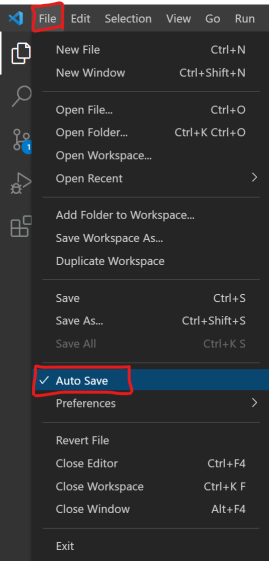 File Edit Selection View Go Run
New File Ctrl+N
New Window Ctrl+Shift+N
Open File... Ctrl+O
Open Folder... Ctrl+K Ctrl+O
Open Workspace...
Open Recent
Add Folder to Workspace...
Save Workspace As...
Duplicate Workspace
Save Ctrl+S
Save As... Ctrl+Shift+S
Save All Ctrl+K S
Auto Save
Preferences
Revert File
Close Editor Ctrl+F4
Close Workspace Ctrl+K F
Close Window Alt+F4
Exit
1